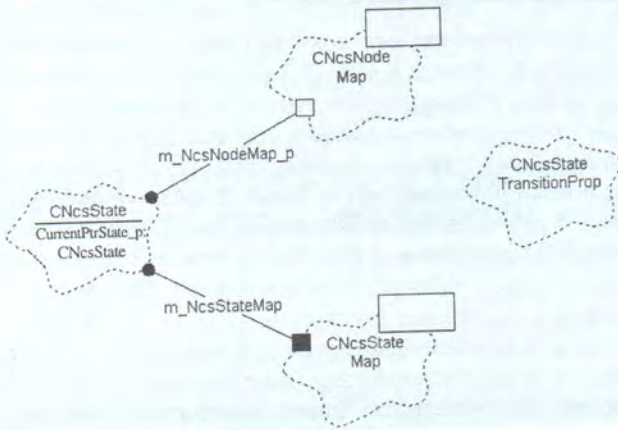 CNcsNode
Map
m_NcsNodeMap_p
CNcsState
TransitionProp
CNcsState
CurrentPtrState_p:
CNcsState
m_NcsStateMap
CNcsState
Map